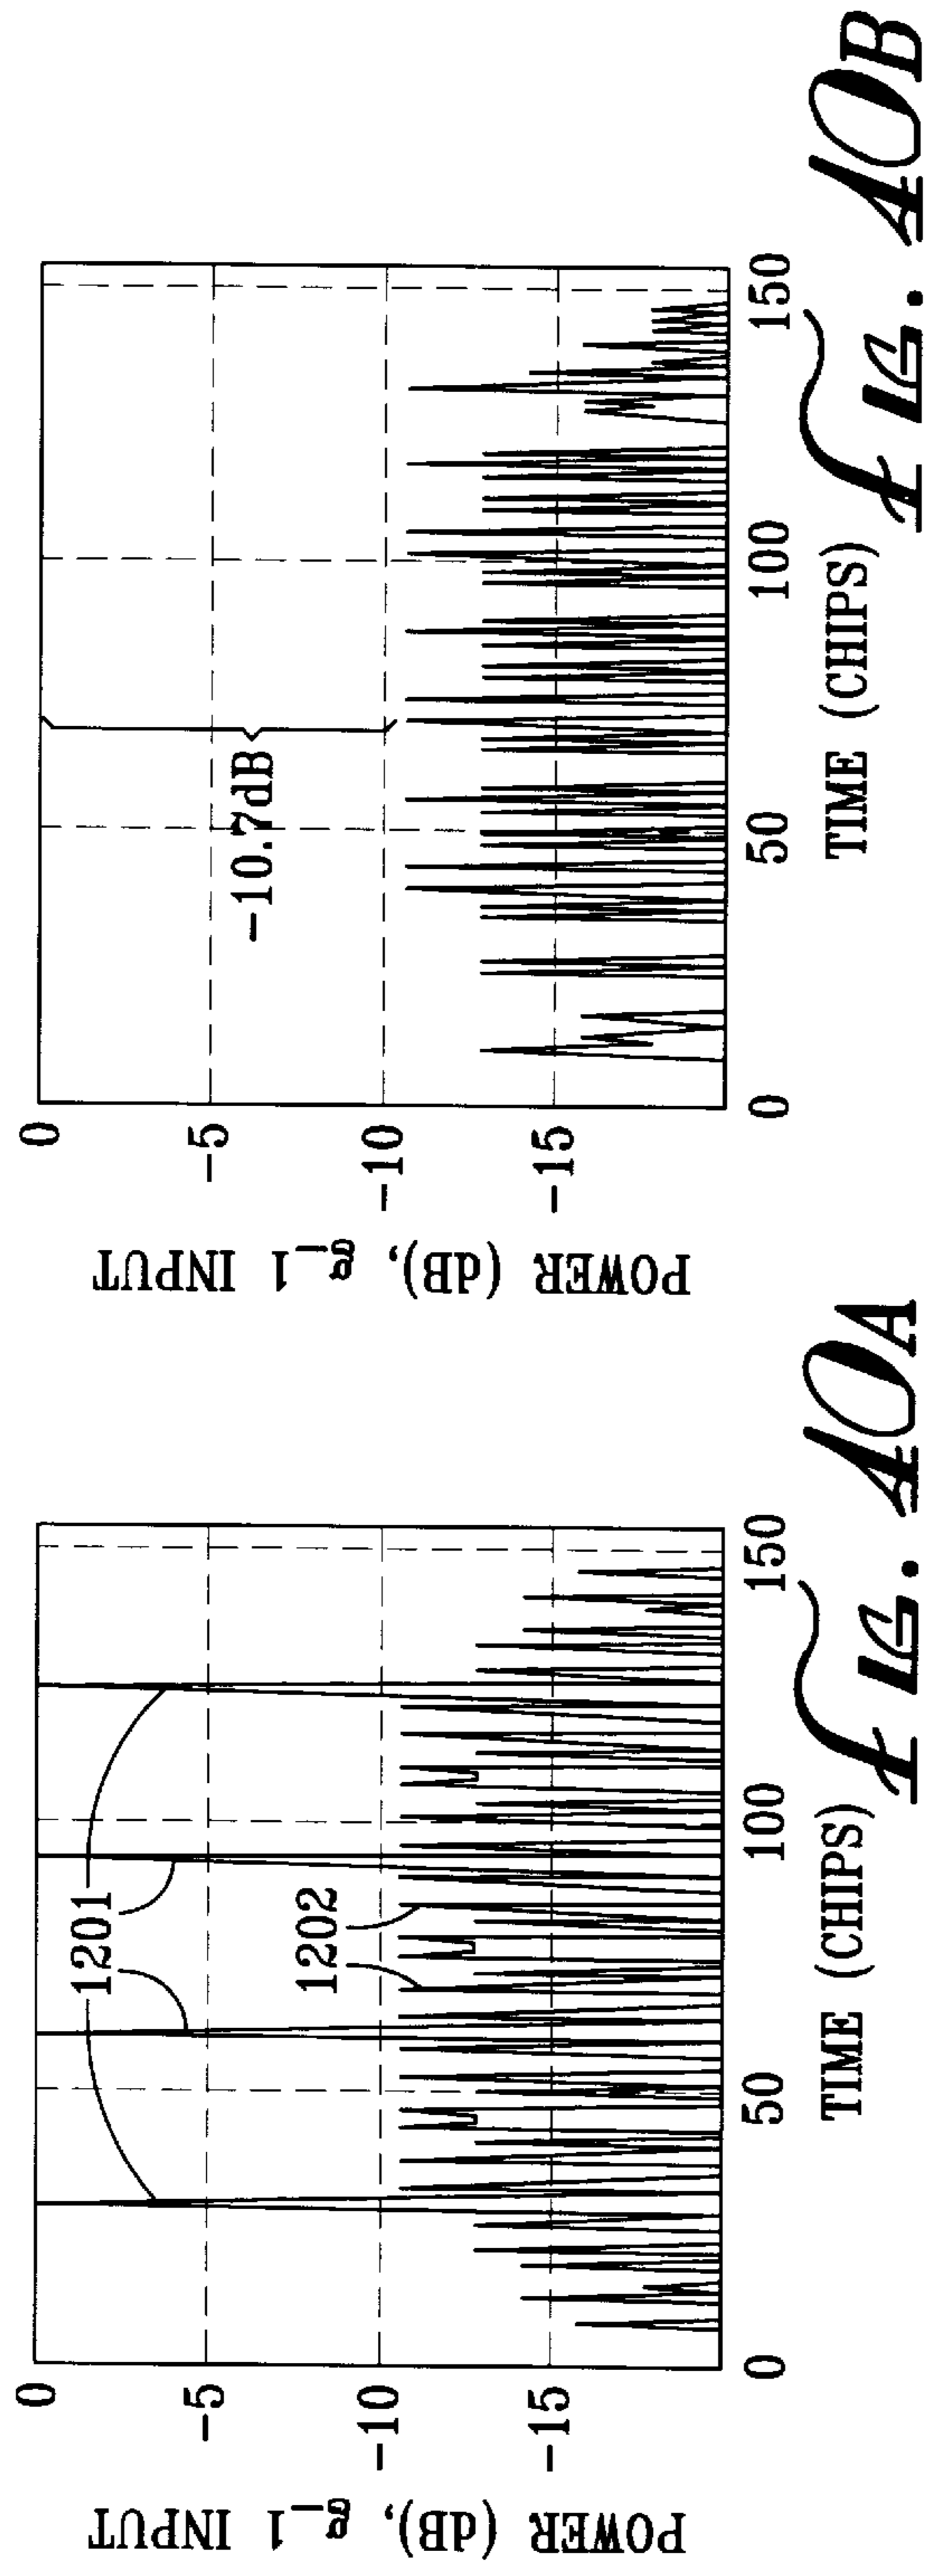 POWER (dB), g_1 INPUT
0
-5
-10
-15
1201
1202
0
50
100
150
TIME (CHIPS)
FIG. 40A
POWER (dB), g_1 INPUT
0
-5
-10
-15
-10.7dB
0
50
100
150
TIME (CHIPS)
FIG. 40B